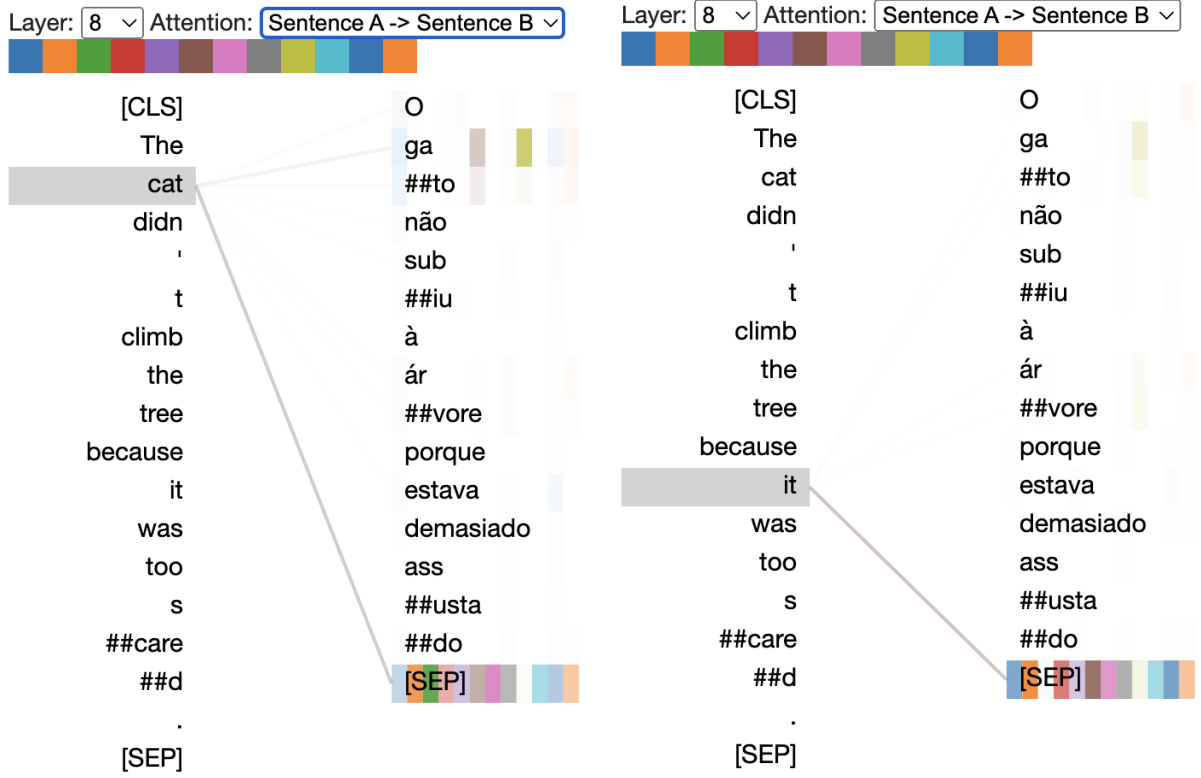 Layer: 8 Attention: Sentence A -> Sentence B
[CLS] O
The ga
cat ##to
didn não
' sub
t ##iu
climb à
the ár
tree ##vore
because porque
it estava
was demasiado
too ass
s ##usta
##care ##do
##d [SEP]
.
[SEP]
Layer: 8 Attention: Sentence A -> Sentence B
[CLS] O
The ga
cat ##to
didn não
' sub
t ##iu
climb à
the ár
tree ##vore
because porque
it estava
was demasiado
too ass
s ##usta
##care ##do
##d [SEP]
.
[SEP]